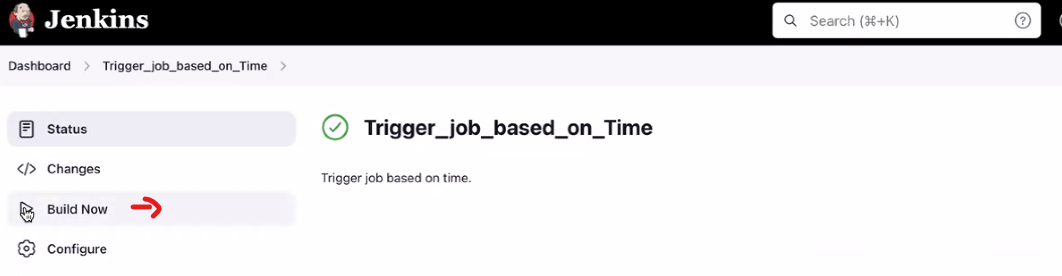 Jenkins
Search (⌘+K)
Dashboard > Trigger_job_based_on_Time >
Status
Trigger_job_based_on_Time
Changes
Trigger job based on time.
Build Now
Configure